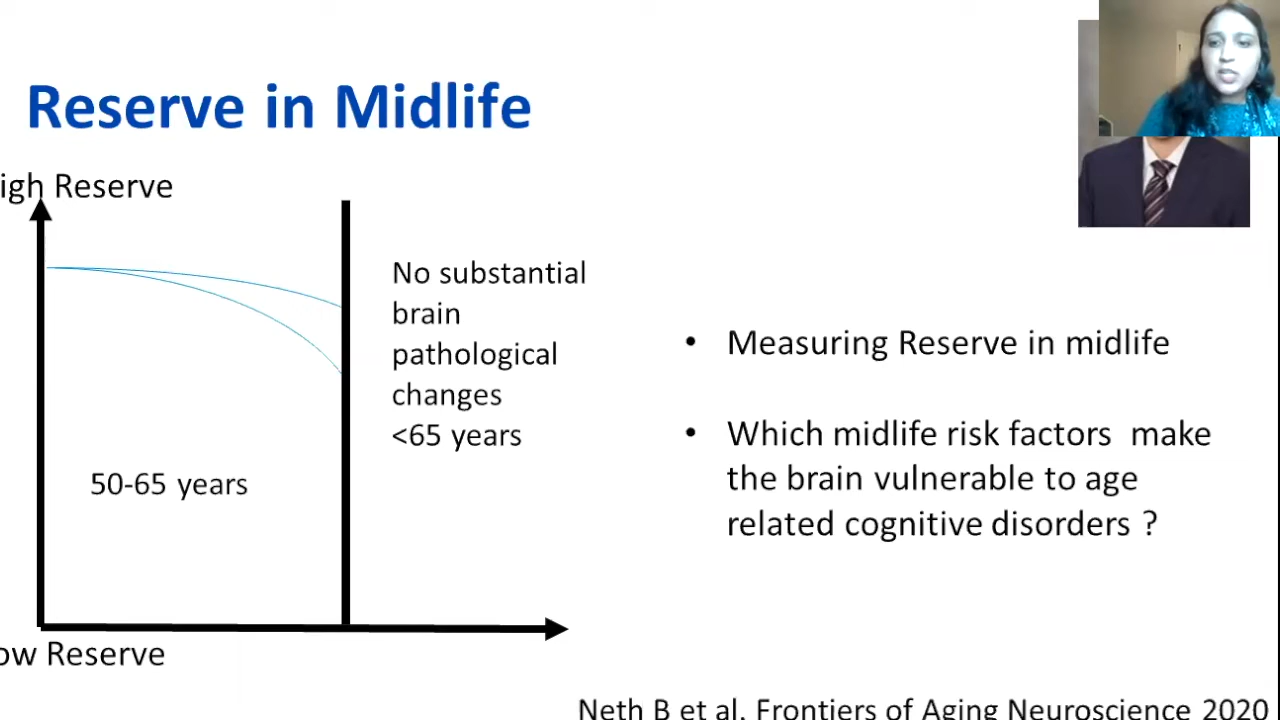 Reserve in Midlife
igh Reserve
No substantial
brain
pathological
changes
<65 years
50-65 years
ow Reserve
• Measuring Reserve in midlife
• Which midlife risk factors make
the brain vulnerable to age
related cognitive disorders ?
Neth B et al. Frontiers of Aging Neuroscience 2020